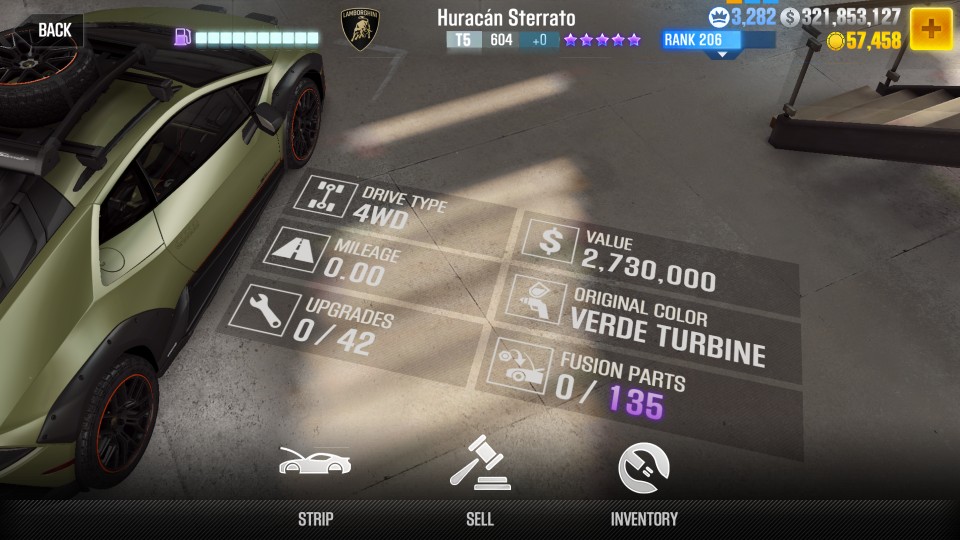 BACK
LAMBORGHINI
Huracán Sterrato
T5 604 +0
3,282 $ 321,853,127
RANK 206
57,458
DRIVE TYPE
4WD
MILEAGE
0.00
UPGRADES
0 / 42
$ VALUE
2,730,000
ORIGINAL COLOR
VERDE TURBINE
FUSION PARTS
0 / 135
STRIP
SELL
INVENTORY